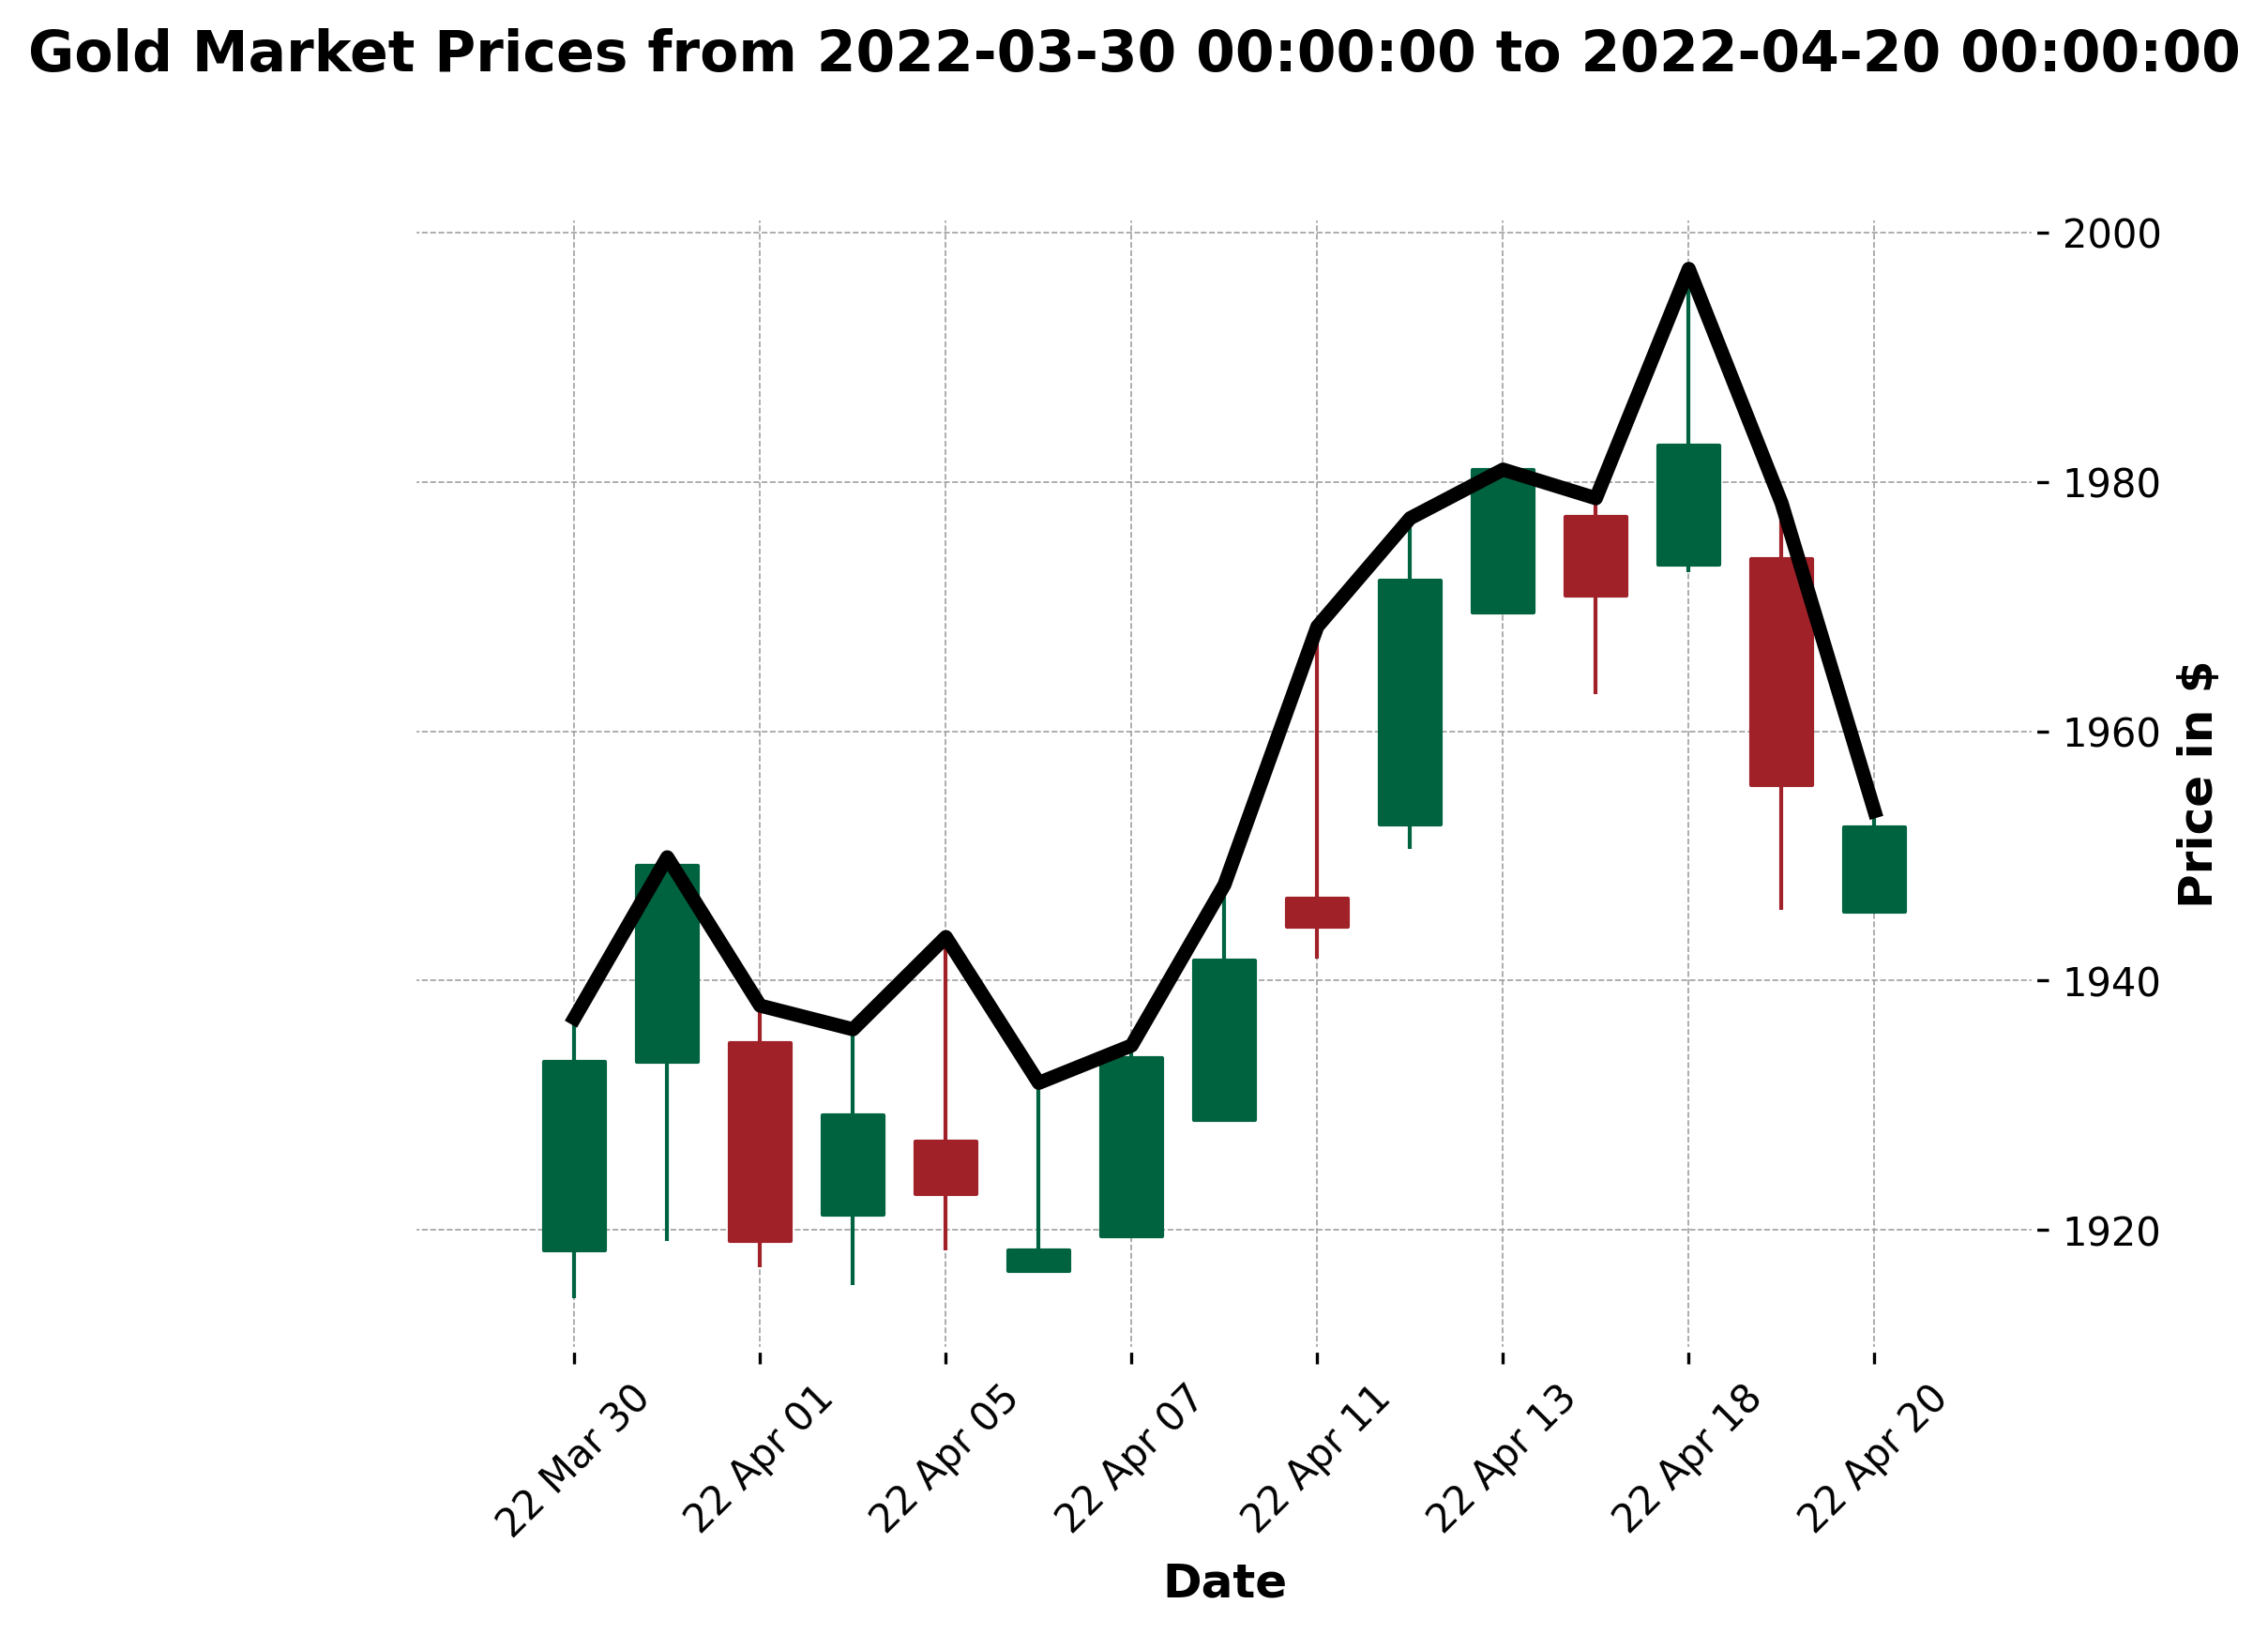 Gold Market Prices from 2022-03-30 00:00:00 to 2022-04-20 00:00:00
2000
1980
1960
1940
1920
Price in $
22 Mar 30
22 Apr 01
22 Apr 05
22 Apr 07
22 Apr 11
22 Apr 13
22 Apr 18
22 Apr 20
Date